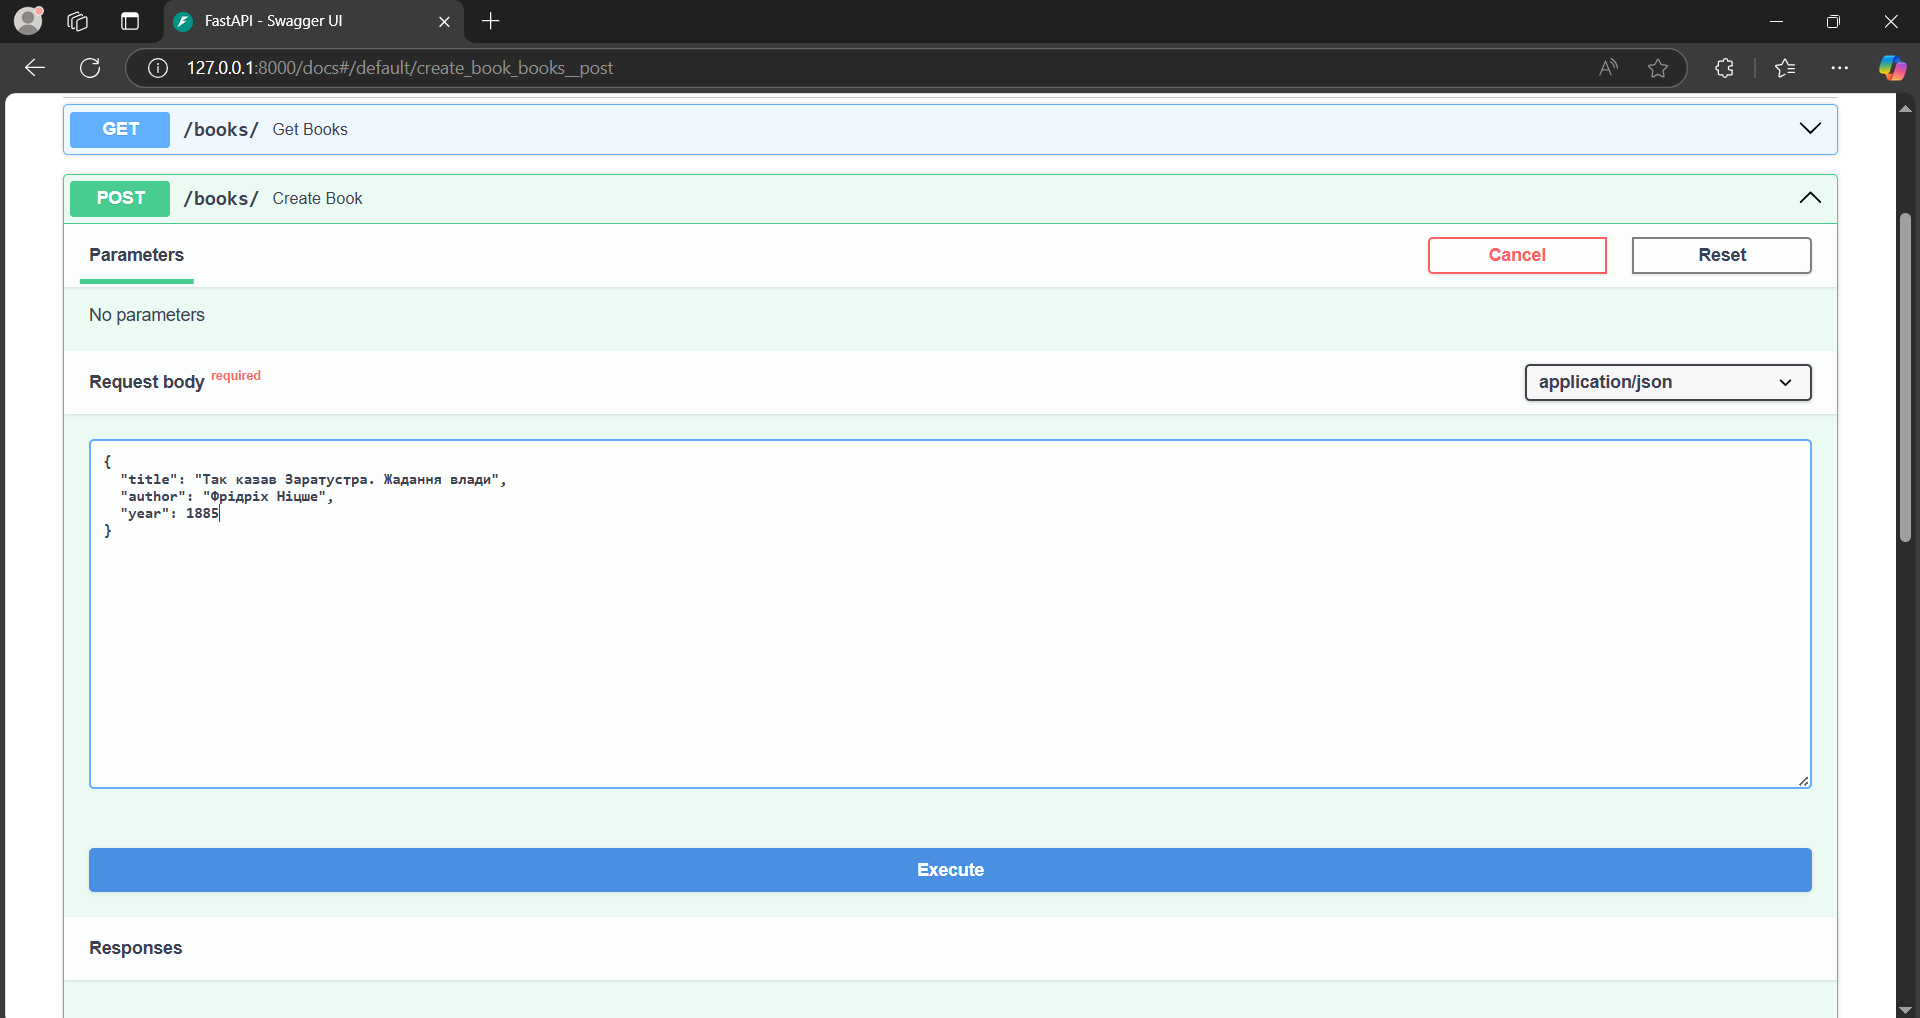 FastAPI - Swagger UI
127.0.0.1:8000/docs#/default/create_book_books__post
GET /books/ Get Books
POST /books/ Create Book
Parameters Cancel Reset
No parameters
Request body required application/json
{
"title": "Так казав Заратустра. Жадання влади",
"author": "Фрідріх Ніцше",
"year": 1885
}
Execute
Responses